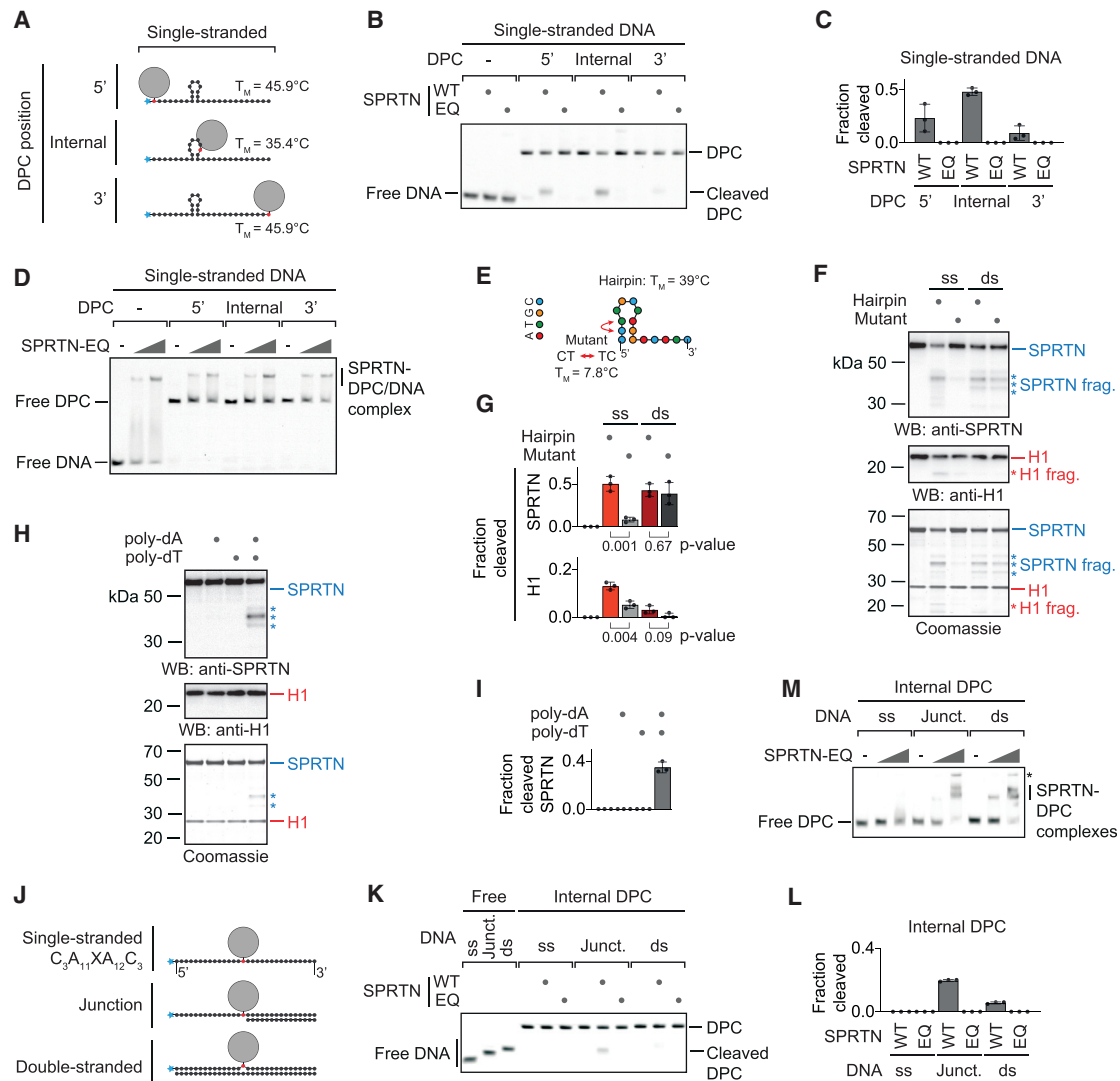 A
Single-stranded
DPC position
5'
T_M = 45.9°C
Internal
T_M = 35.4°C
3'
T_M = 45.9°C
B
Single-stranded DNA
DPC - 5' Internal 3'
SPRTN WT
EQ
DPC
Free DNA
Cleaved
DPC
C
Single-stranded DNA
Fraction
cleaved
0.5
0.0
SPRTN WT EQ WT EQ WT EQ
DPC 5' Internal 3'
D
Single-stranded DNA
DPC - 5' Internal 3'
SPRTN-EQ - - - -
SPRTN-
DPC/DNA
complex
Free DPC
Free DNA
E
Hairpin: T_M = 39°C
A T G C
Mutant
CT ↔ TC
T_M = 7.8°C
5' 3'
F
ss ds
Hairpin
Mutant
kDa
50
30
SPRTN
* * * SPRTN frag.
WB: anti-SPRTN
20
H1
* H1 frag.
WB: anti-H1
70
50
30
20
SPRTN
* * * SPRTN frag.
H1
* H1 frag.
Coomassie
G
ss ds
Hairpin
Mutant
Fraction
cleaved
SPRTN
0.5
0.0
0.001 0.67 p-value
H1
0.2
0.0
0.004 0.09 p-value
H
poly-dA
poly-dT
kDa 50
30
SPRTN
* * *
WB: anti-SPRTN
20
H1
WB: anti-H1
70
50
30
20
SPRTN
* *
H1
Coomassie
I
poly-dA
poly-dT
Fraction
cleaved
SPRTN
0.4
0.0
M
Internal DPC
DNA ss Junct. ds
SPRTN-EQ - - -
*
SPRTN-
DPC
complexes
Free DPC
J
Single-stranded
C₃A₁₁XA₁₂C₃
5' 3'
Junction
Double-stranded
K
Free Internal DPC
DNA ss Junct. ds ss Junct. ds
SPRTN WT
EQ
DPC
Free DNA
Cleaved
DPC
L
Internal DPC
Fraction
cleaved
0.4
0.0
SPRTN WT EQ WT EQ WT EQ
DNA ss Junct. ds